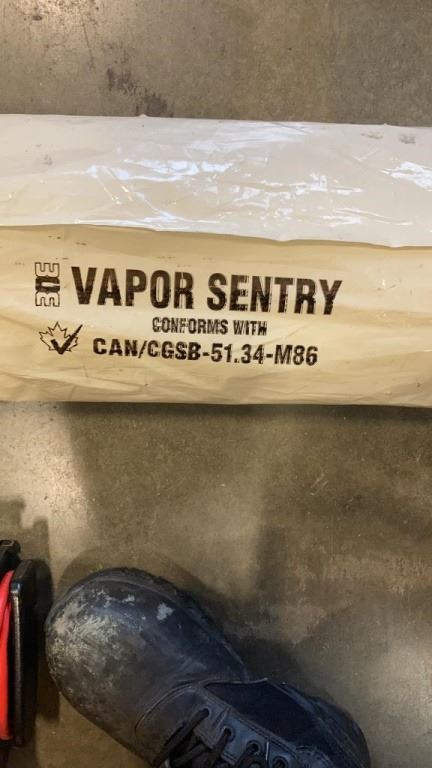 VAPOR SENTRY
CONFORMS WITH
CAN/CGSB-51.34-M86